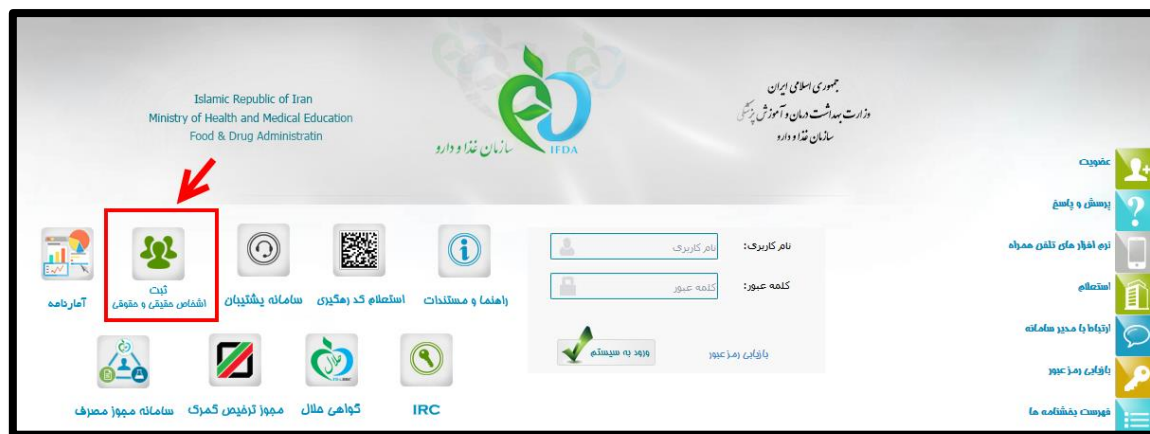 Islamic Republic of Iran
Ministry of Health and Medical Education
Food & Drug Administratin
سازمان غذا و دارو
IFDA
جمهوری اسلامی ایران
وزارت بهداشت درمان و آموزش پزشکی
سازمان غذا و دارو
عضویت
پرسش و پاسخ
نرم افزار های تلفن همراه
استعلام
ارتباط با مدیر سامانه
بازیابی رمز عبور
فهرست بخشنامه ها
نام کاربری:
نام کاربری
کلمه عبور:
کلمه عبور
بازیابی رمز عبور
ورود به سیستم
راهنما و مستندات
استعلام کد رهگیری
سامانه پشتیبان
ثبت
اشخاص حقیقی و حقوقی
آمارنامه
IRC
گواهی حلال
مجوز ترخیص گمرک
سامانه مجوز مصرف